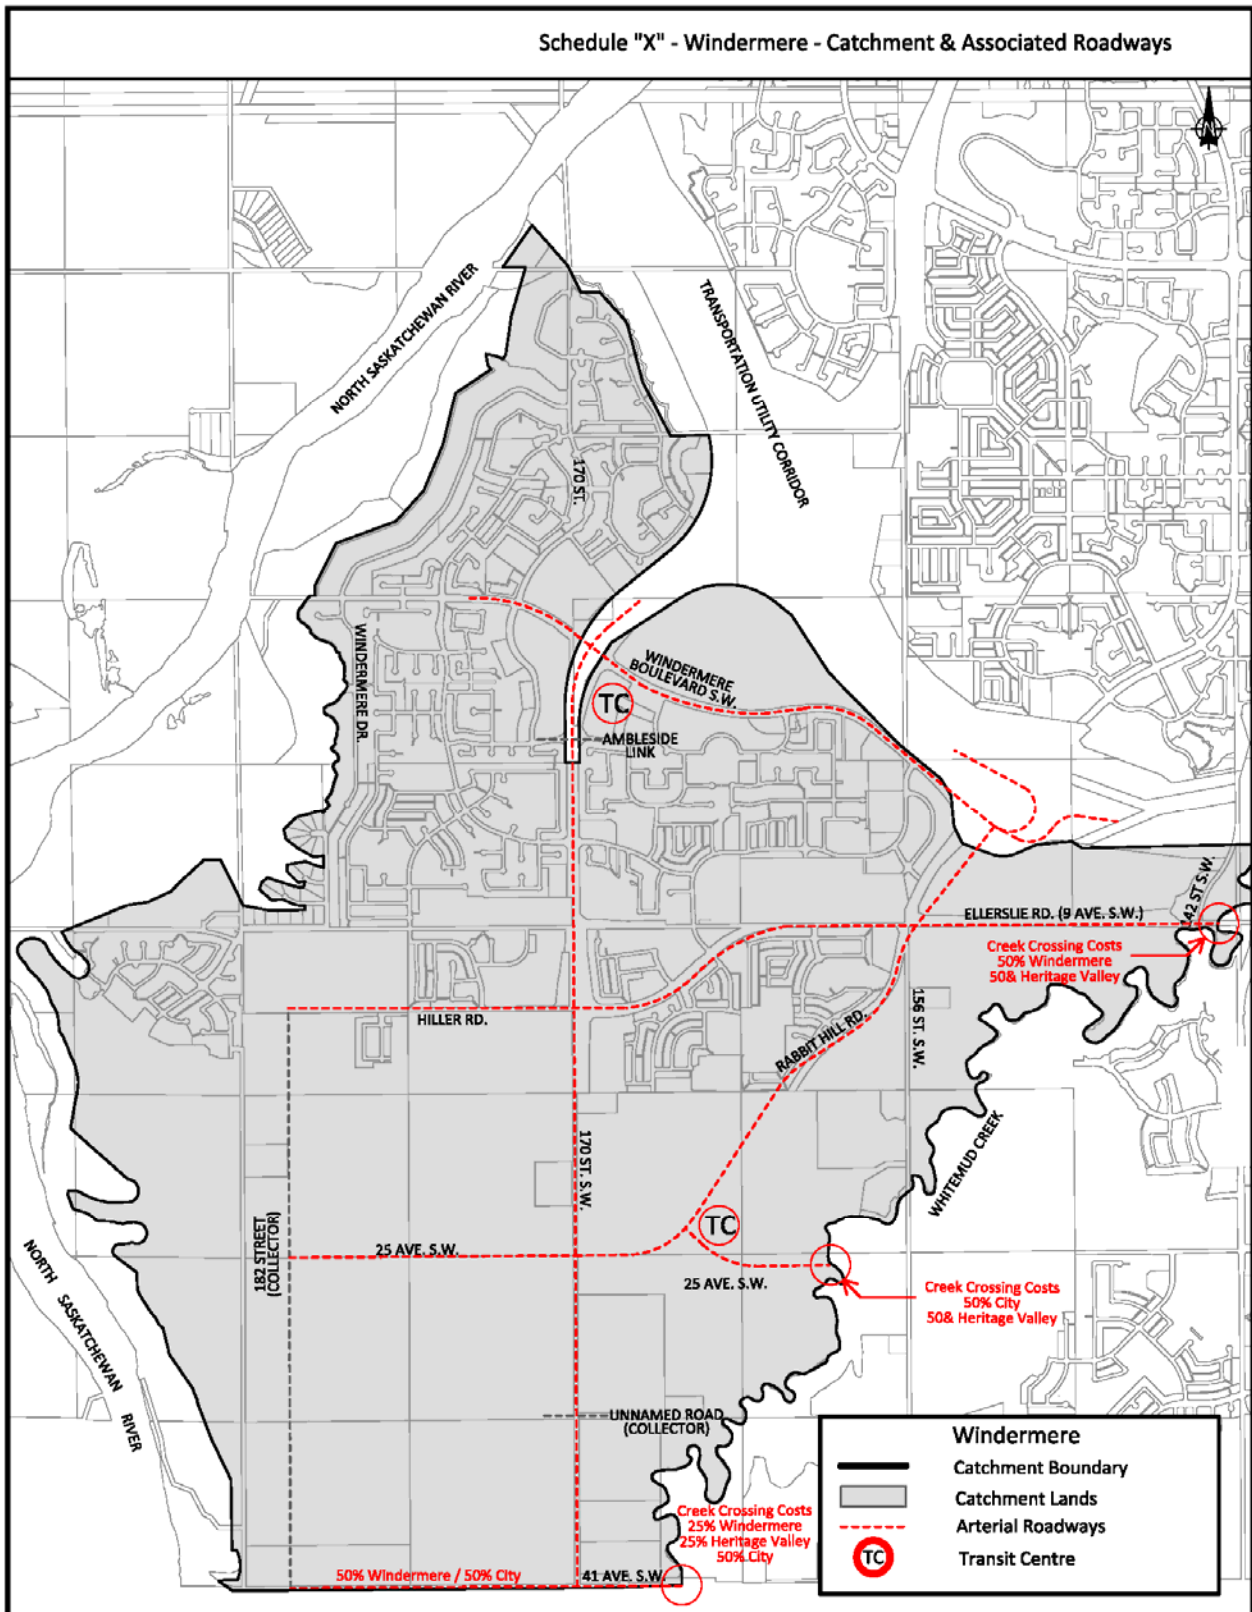 Schedule "X" - Windermere - Catchment & Associated Roadways
N
NORTH SASKATCHEWAN RIVER
TRANSPORTATION UTILITY CORRIDOR
170 ST.
WINDERMERE DR.
WINDERMERE
BOULEVARD S.W.
TC
AMBLESIDE
LINK
142 ST S.W.
ELLERSLIE RD. (9 AVE. S.W.)
Creek Crossing Costs
50% Windermere
50& Heritage Valley
HILLER RD.
RABBIT HILL RD.
156 ST. S.W.
WHITEMUD CREEK
170 ST. S.W.
182 STREET
(COLLECTOR)
25 AVE. S.W.
TC
25 AVE. S.W.
Creek Crossing Costs
50% City
50& Heritage Valley
NORTH SASKATCHEWAN RIVER
UNNAMED ROAD
(COLLECTOR)
Creek Crossing Costs
25% Windermere
25% Heritage Valley
50% City
50% Windermere / 50% City
41 AVE. S.W.
Windermere
Catchment Boundary
Catchment Lands
Arterial Roadways
TC
Transit Centre